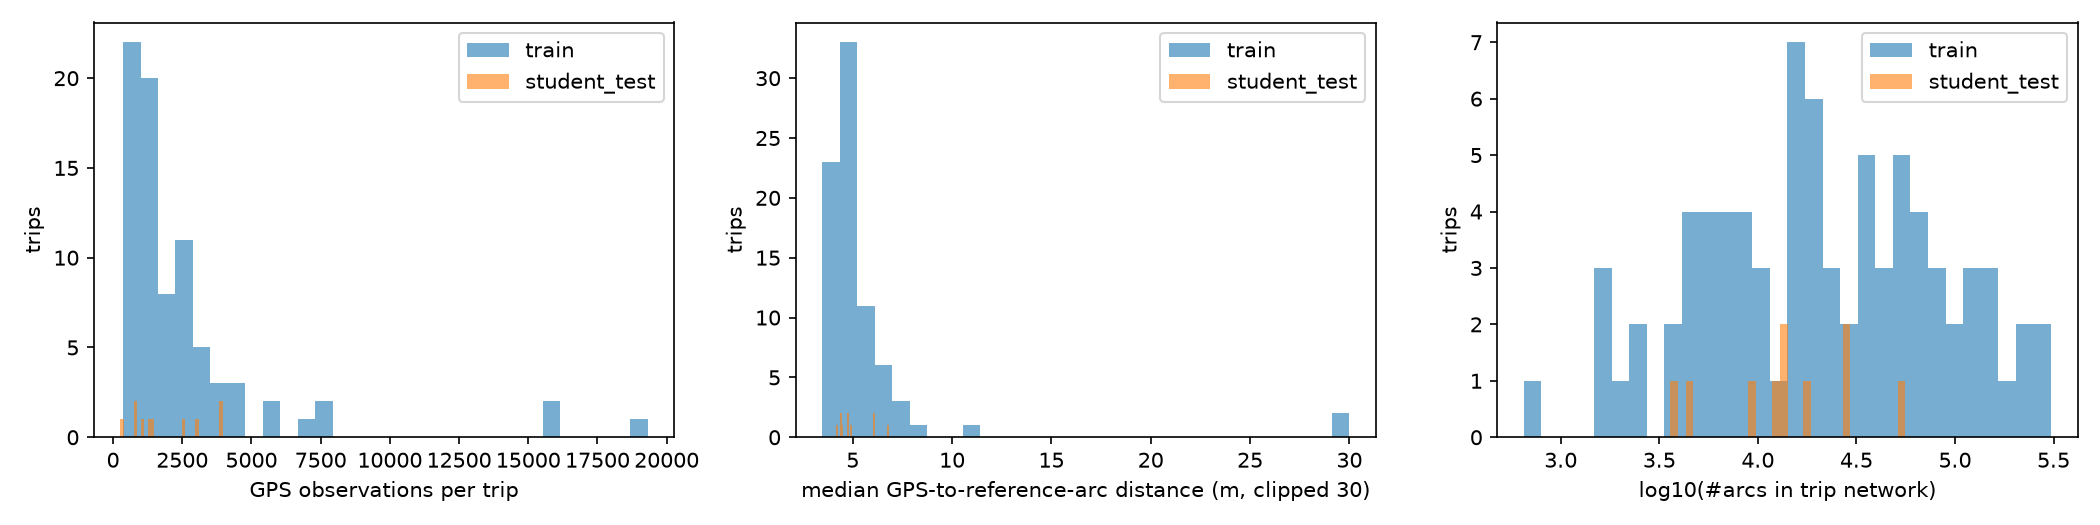 trips
20
15
10
5
0
train
student_test
0 2500 5000 7500 10000 12500 15000 17500 20000
GPS observations per trip
trips
30
25
20
15
10
5
0
train
student_test
5 10 15 20 25 30
median GPS-to-reference-arc distance (m, clipped 30)
trips
7
6
5
4
3
2
1
0
train
student_test
3.0 3.5 4.0 4.5 5.0 5.5
log10(#arcs in trip network)